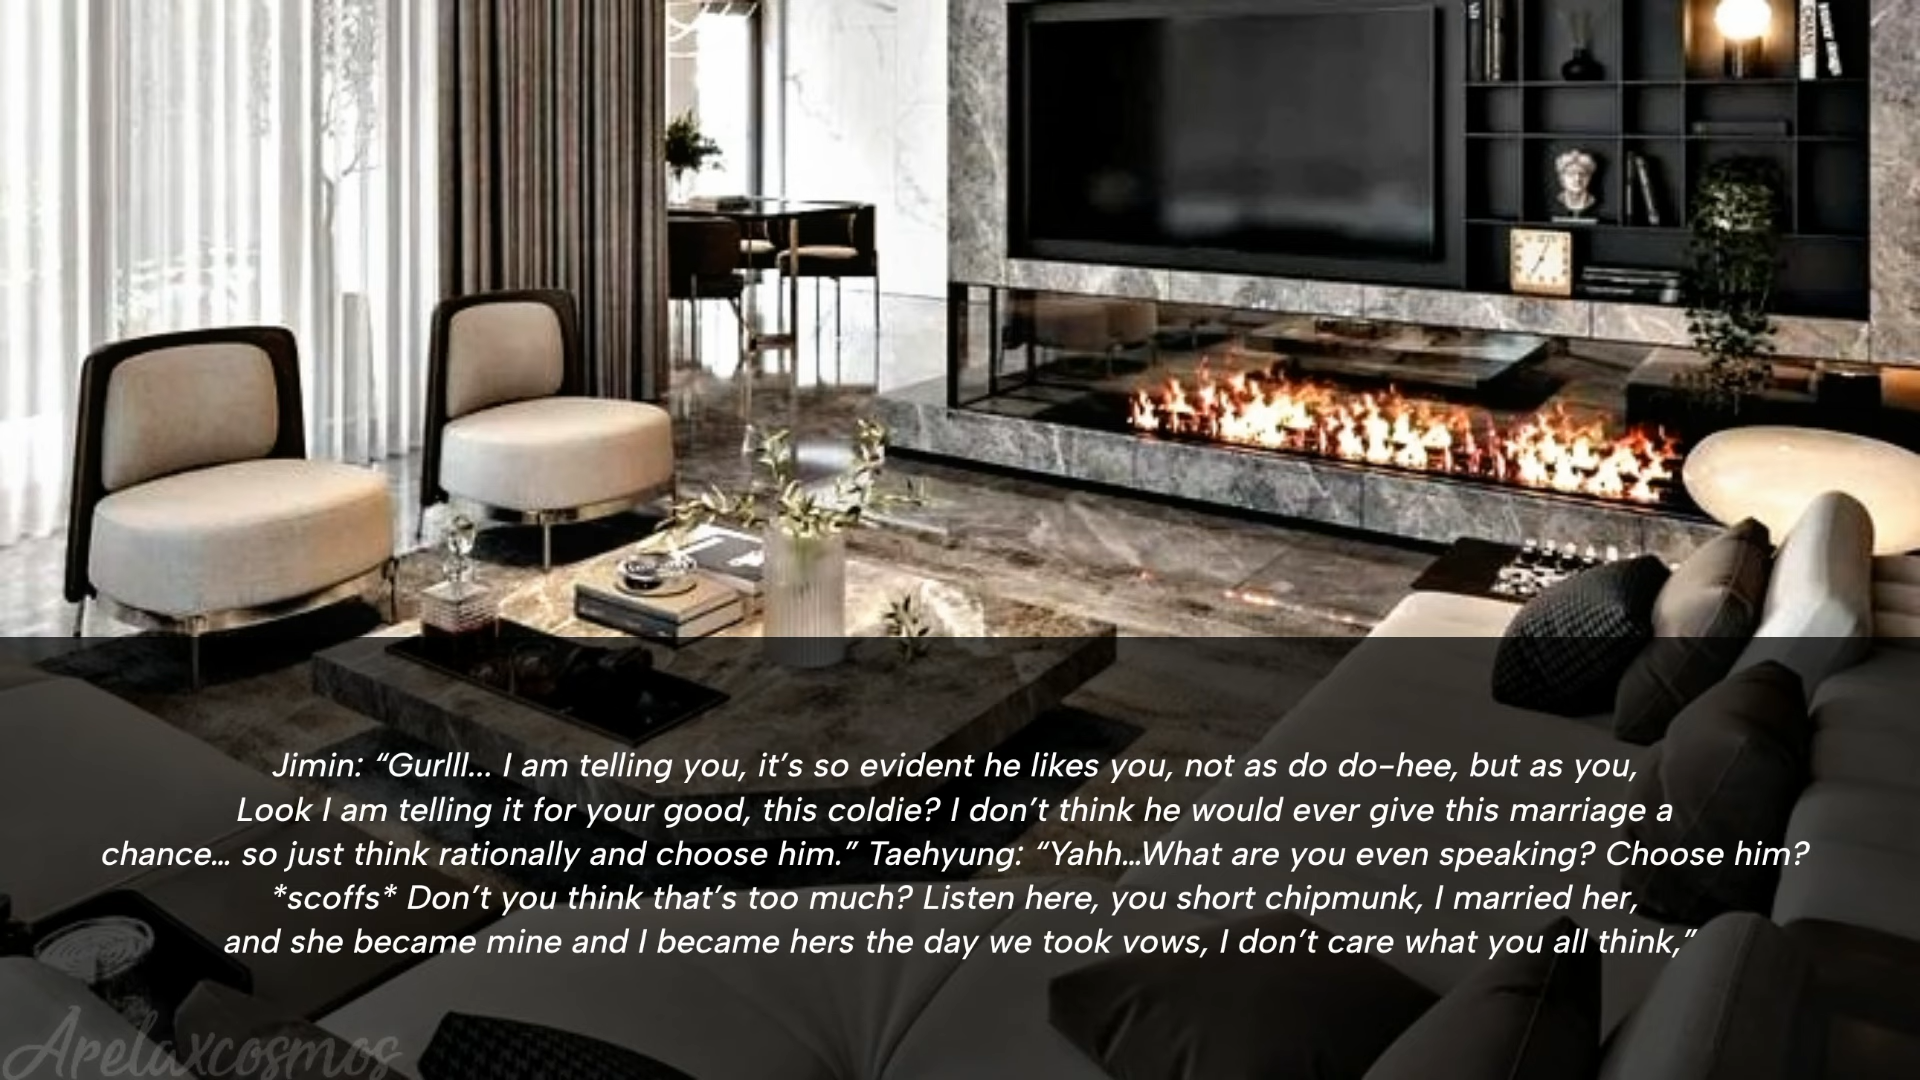 Jimin: “Gurlll... I am telling you, it’s so evident he likes you, not as do do-hee, but as you,
Look I am telling it for your good, this coldie? I don’t think he would ever give this marriage a
chance... so just think rationally and choose him.” Taehyung: “Yahh...What are you even speaking? Choose him?
*scoffs* Don’t you think that’s too much? Listen here, you short chipmunk, I married her,
and she became mine and I became hers the day we took vows, I don’t care what you all think,”
Arelaxcosmos